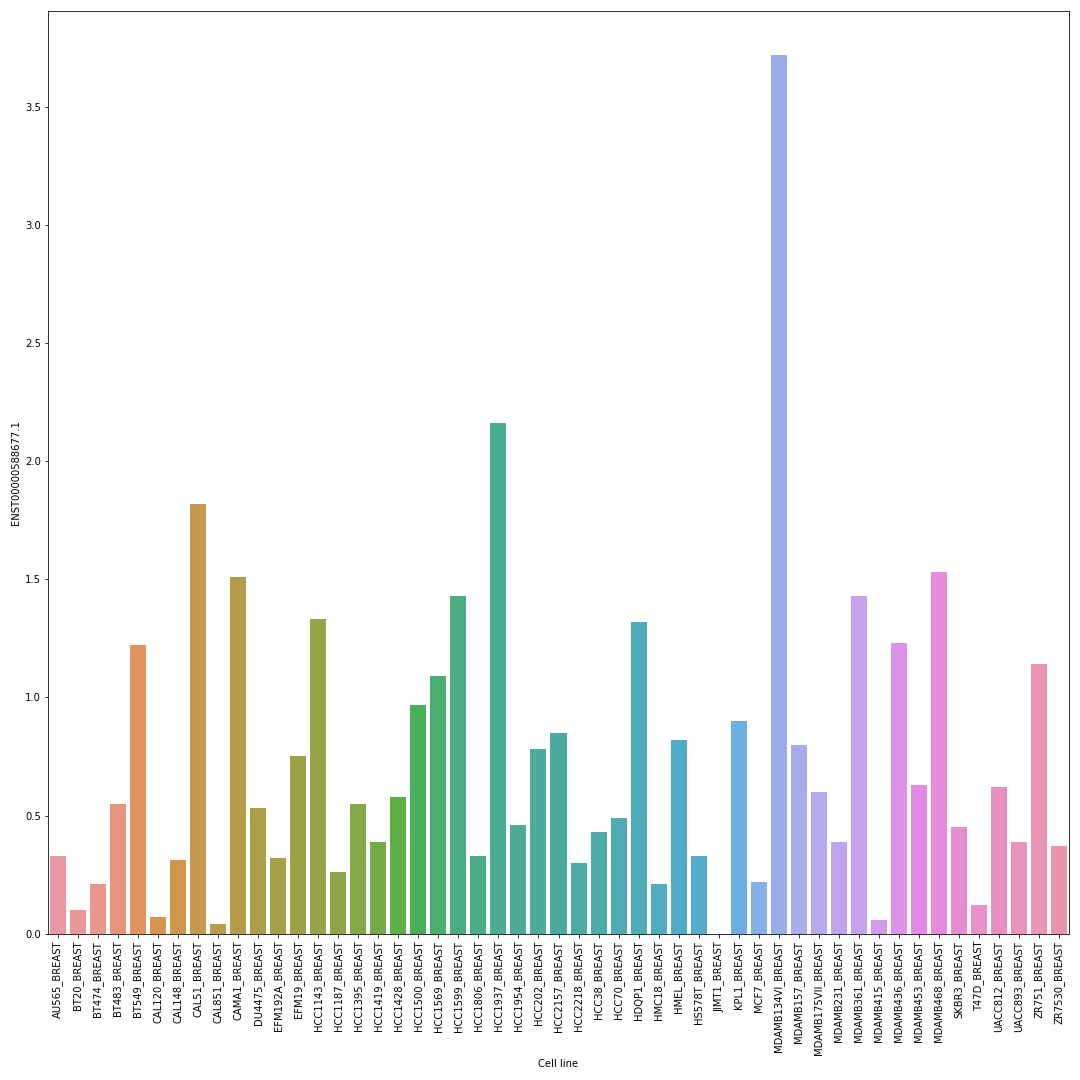 3.5
3.0
2.5
2.0
1.5
1.0
0.5
0.0
ENST00000588677.1
AU565_BREAST
BT20_BREAST
BT474_BREAST
BT483_BREAST
BT549_BREAST
CAL120_BREAST
CAL148_BREAST
CAL51_BREAST
CAL851_BREAST
CAMA1_BREAST
DU4475_BREAST
EFM192A_BREAST
EFM19_BREAST
HCC1143_BREAST
HCC1187_BREAST
HCC1395_BREAST
HCC1419_BREAST
HCC1428_BREAST
HCC1500_BREAST
HCC1569_BREAST
HCC1599_BREAST
HCC1806_BREAST
HCC1937_BREAST
HCC1954_BREAST
HCC202_BREAST
HCC2157_BREAST
HCC2218_BREAST
HCC38_BREAST
HCC70_BREAST
HDQP1_BREAST
HMC18_BREAST
HMEL_BREAST
HS578T_BREAST
JIMT1_BREAST
KPL1_BREAST
MCF7_BREAST
MDAMB134VI_BREAST
MDAMB157_BREAST
MDAMB175VII_BREAST
MDAMB231_BREAST
MDAMB361_BREAST
MDAMB415_BREAST
MDAMB436_BREAST
MDAMB453_BREAST
MDAMB468_BREAST
SKBR3_BREAST
T47D_BREAST
UACC812_BREAST
UACC893_BREAST
ZR751_BREAST
ZR7530_BREAST
Cell line